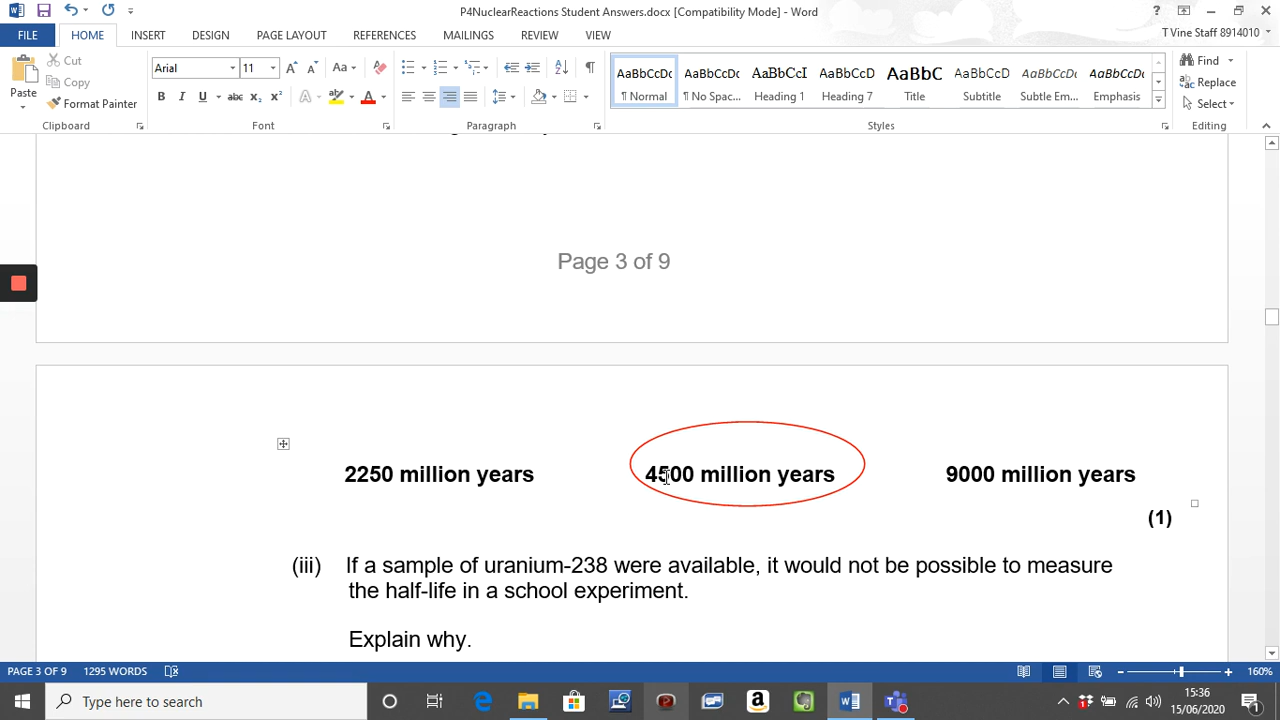 P4NuclearReactions Student Answers.docx [Compatibility Mode] - Word
FILE HOME INSERT DESIGN PAGE LAYOUT REFERENCES MAILINGS REVIEW VIEW T Vine Staff 8914010
Paste
Cut
Copy
Format Painter
Clipboard
Arial 11
Aa
B I U abc x₂ x² A A
Font
Paragraph
AaBbCcDc AaBbCcDc AaBbCcI AaBbCcD AaBbC AaBbCcD AaBbCcDc AaBbCcDc
¶ Normal ¶ No Spac... Heading 1 Heading 7 Title Subtitle Subtle Em... Emphasis
Styles
Find
Replace
Select
Editing
Page 3 of 9
2250 million years 4500 million years 9000 million years
(1)
(iii) If a sample of uranium-238 were available, it would not be possible to measure
the half-life in a school experiment.
Explain why.
PAGE 3 OF 9 1295 WORDS 160%
Type here to search
15:36
15/06/2020